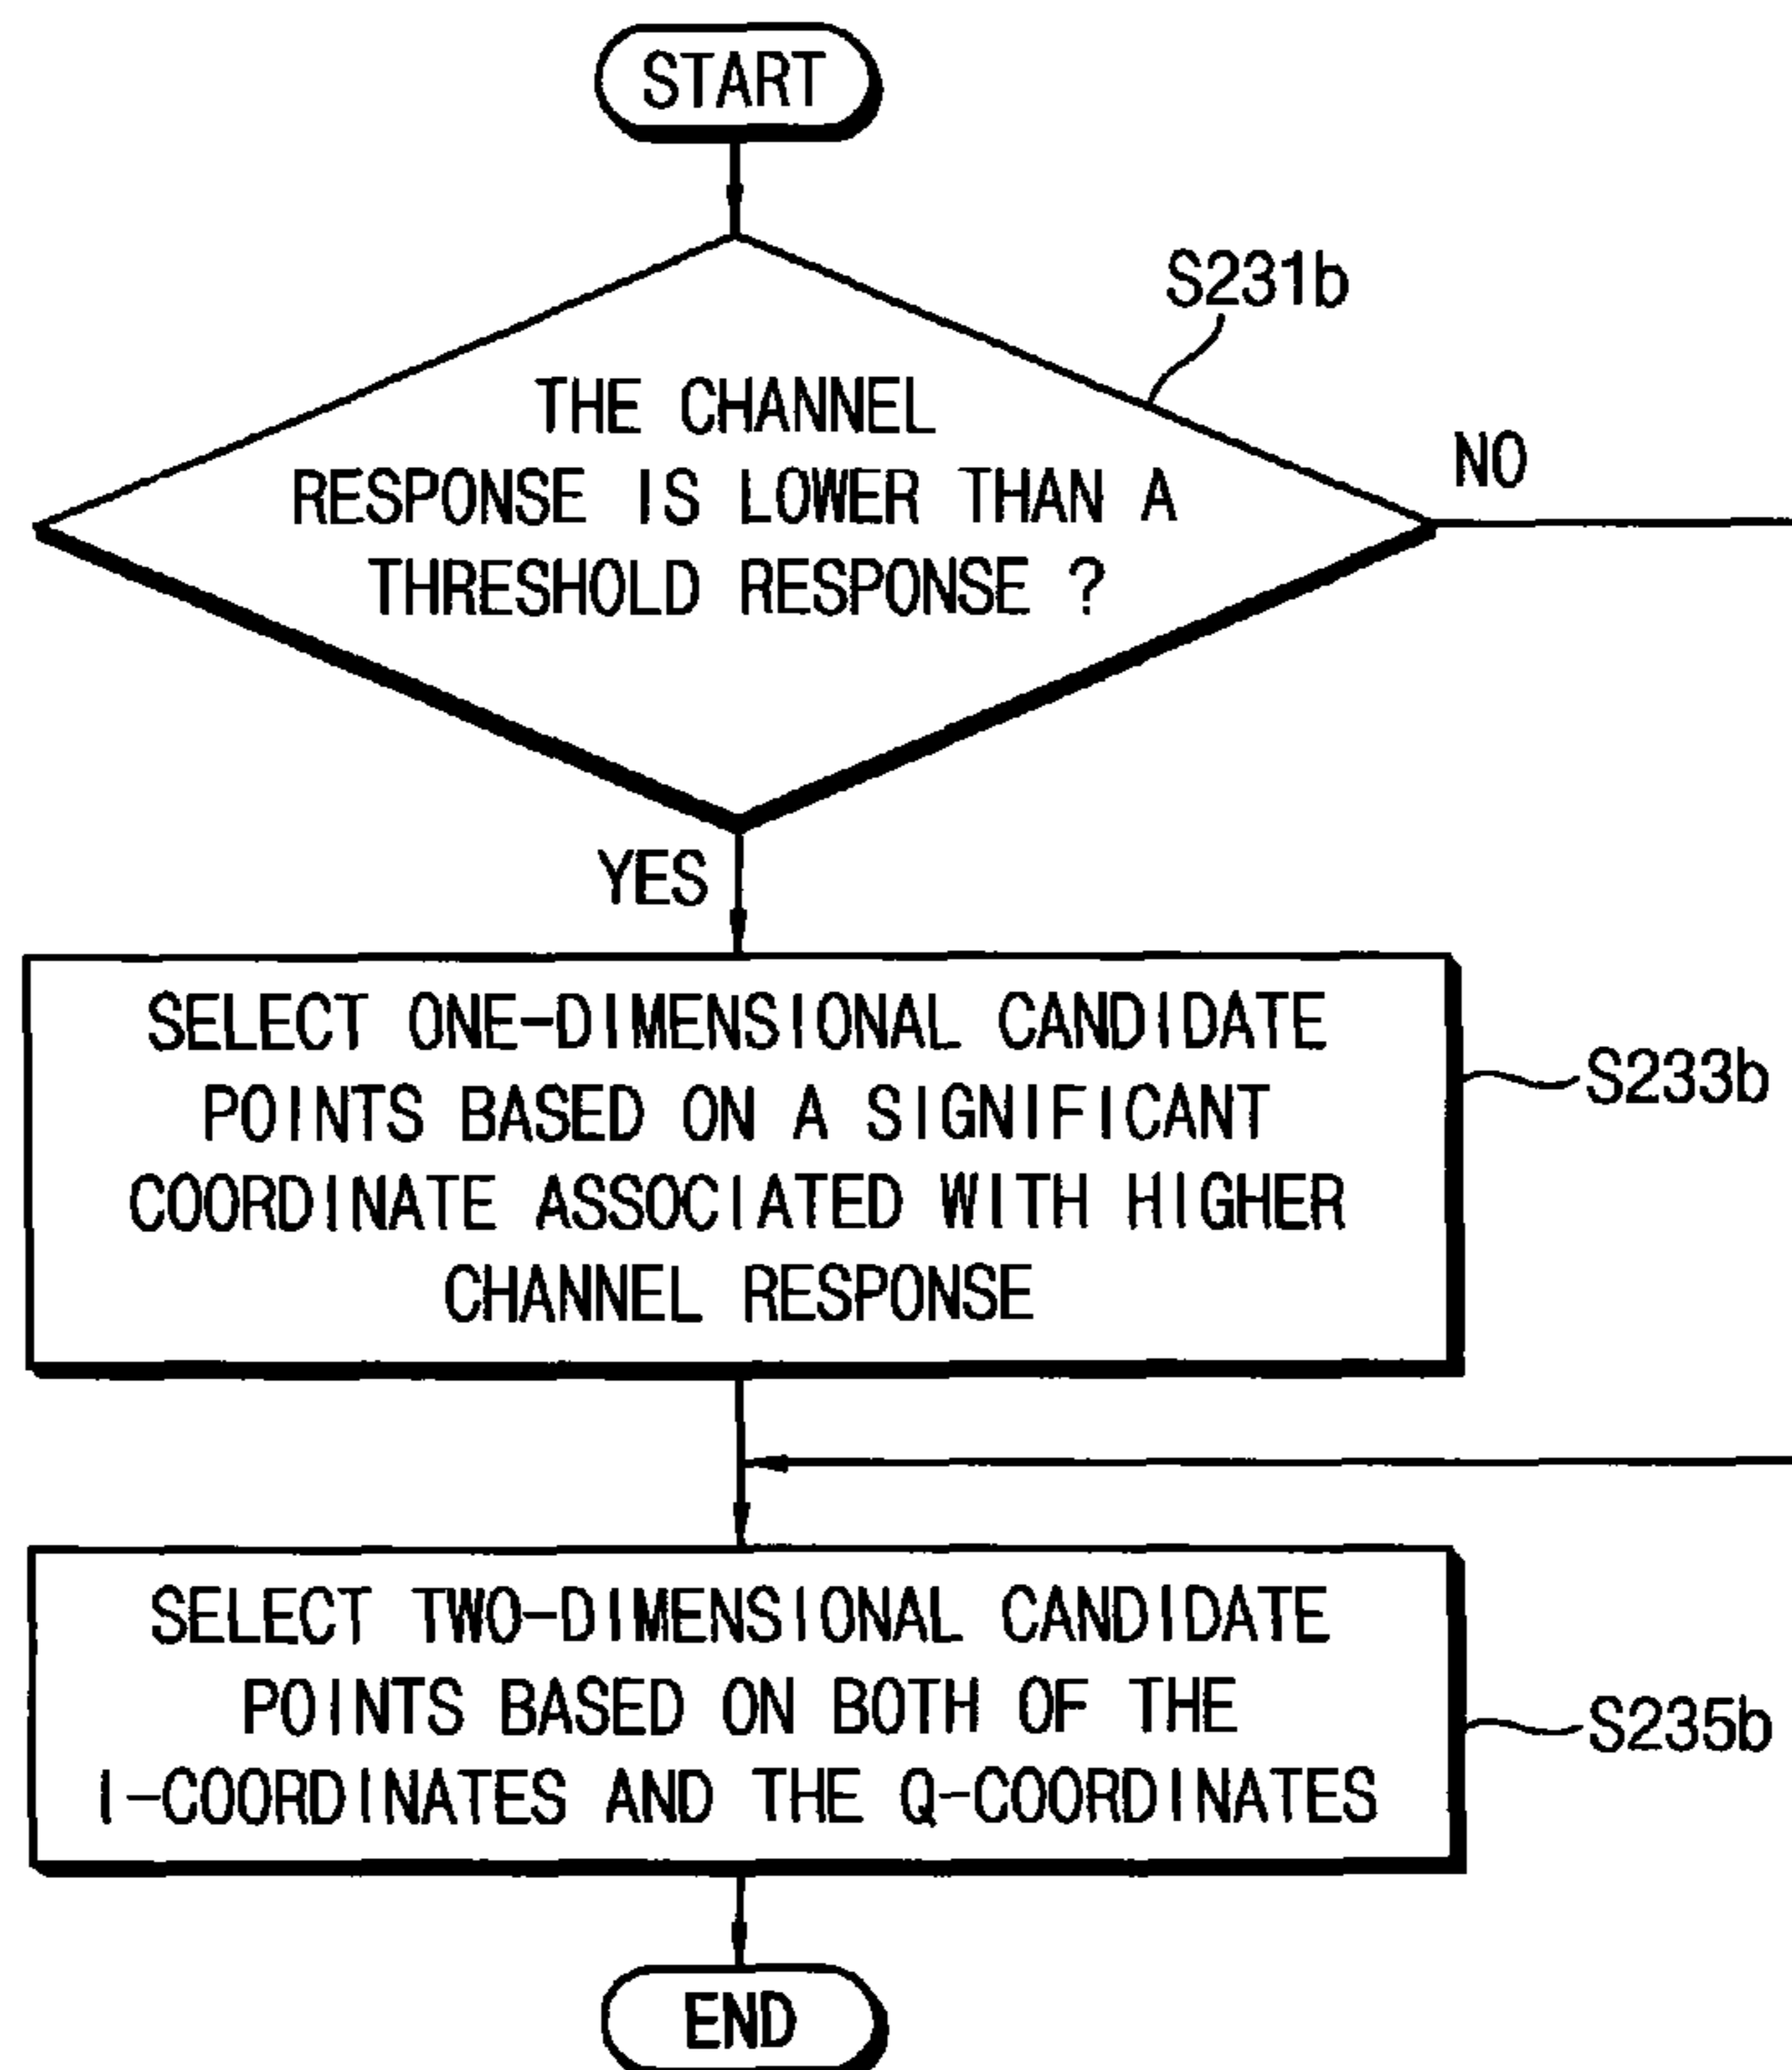 START
S231b
THE CHANNEL
RESPONSE IS LOWER THAN A
THRESHOLD RESPONSE ?
NO
YES
SELECT ONE-DIMENSIONAL CANDIDATE
POINTS BASED ON A SIGNIFICANT
COORDINATE ASSOCIATED WITH HIGHER
CHANNEL RESPONSE
S233b
SELECT TWO-DIMENSIONAL CANDIDATE
POINTS BASED ON BOTH OF THE
I-COORDINATES AND THE Q-COORDINATES
S235b
END